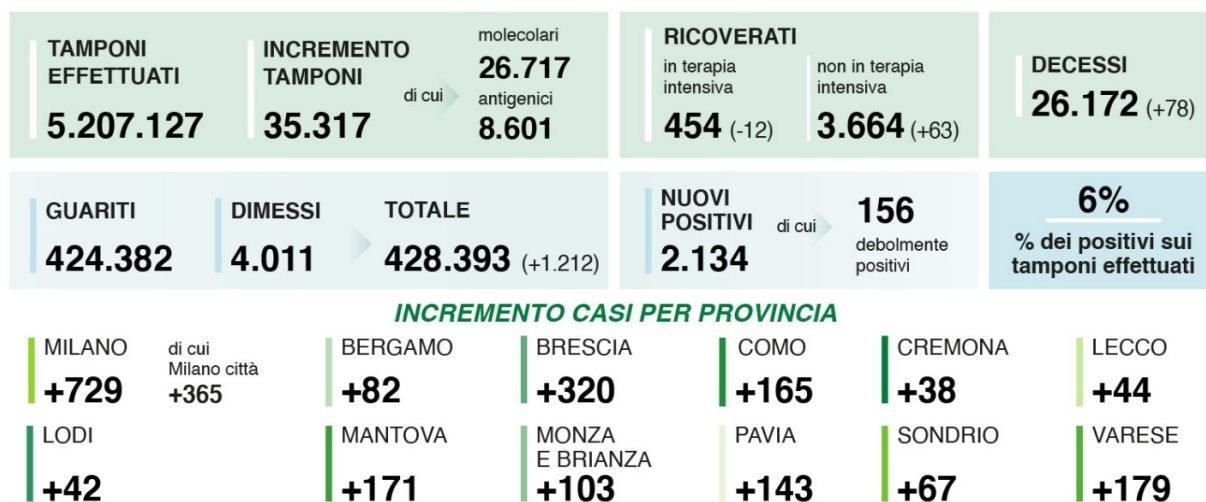 TAMPONI
EFFETTUATI
5.207.127
INCREMENTO
TAMPONI
35.317
di cui
molecolari
26.717
antigenici
8.601
RICOVERATI
in terapia
intensiva
454 (-12)
non in terapia
intensiva
3.664 (+63)
DECESSI
26.172 (+78)
GUARITI
424.382
DIMESSI
4.011
TOTALE
428.393 (+1.212)
NUOVI
POSITIVI
2.134
di cui
156
debolmente
positivi
6%
% dei positivi sui
tamponi effettuati
INCREMENTO CASI PER PROVINCIA
MILANO
+729
di cui
Milano città
+365
BERGAMO
+82
BRESCIA
+320
COMO
+165
CREMONA
+38
LECCO
+44
LODI
+42
MANTOVA
+171
MONZA
E BRIANZA
+103
PAVIA
+143
SONDRIO
+67
VARESE
+179